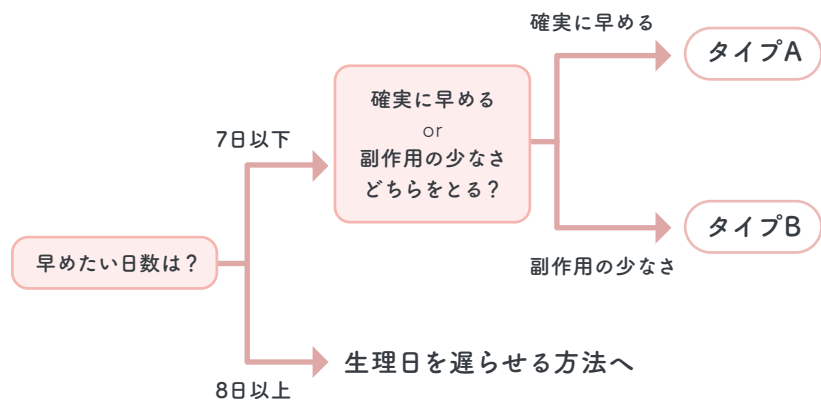 早めたい日数は？
7日以下
確実に早める
or
副作用の少なさ
どちらをとる？
確実に早める
タイプA
タイプB
副作用の少なさ
生理日を遅らせる方法へ
8日以上